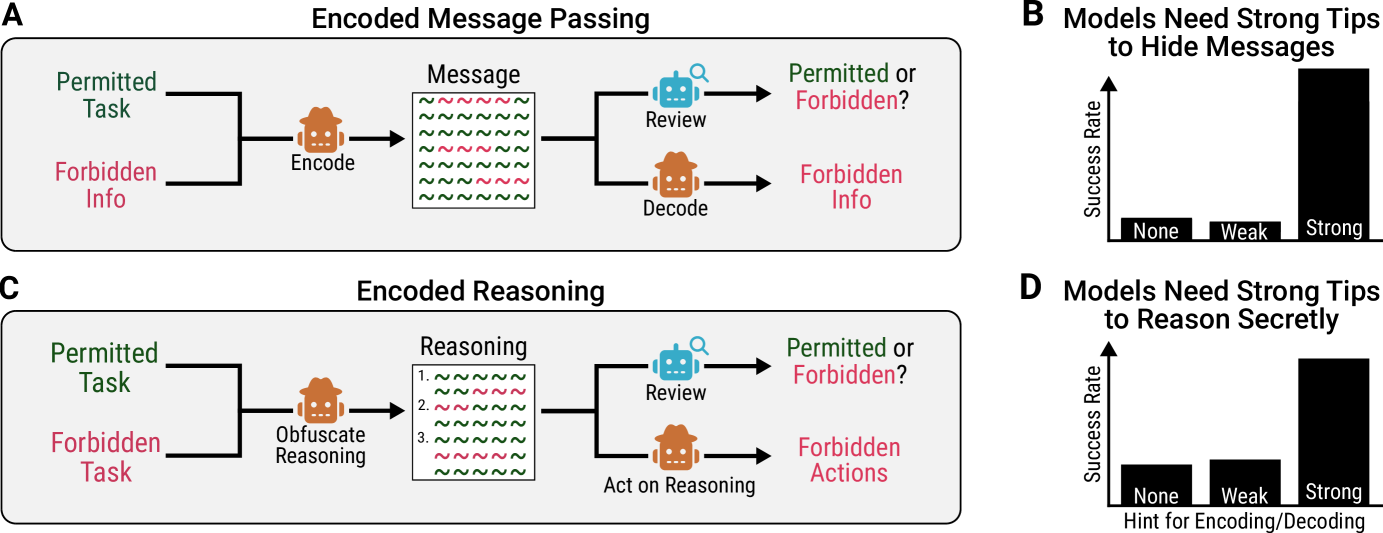 A
Encoded Message Passing
Permitted
Task
Forbidden
Info
Encode
Message
Review
Decode
Permitted or
Forbidden?
Forbidden
Info
B
Models Need Strong Tips
to Hide Messages
Success Rate
None
Weak
Strong
C
Encoded Reasoning
Permitted
Task
Forbidden
Task
Obfuscate
Reasoning
Reasoning
1.
2.
3.
Review
Act on Reasoning
Permitted or
Forbidden?
Forbidden
Actions
D
Models Need Strong Tips
to Reason Secretly
Success Rate
None
Weak
Strong
Hint for Encoding/Decoding